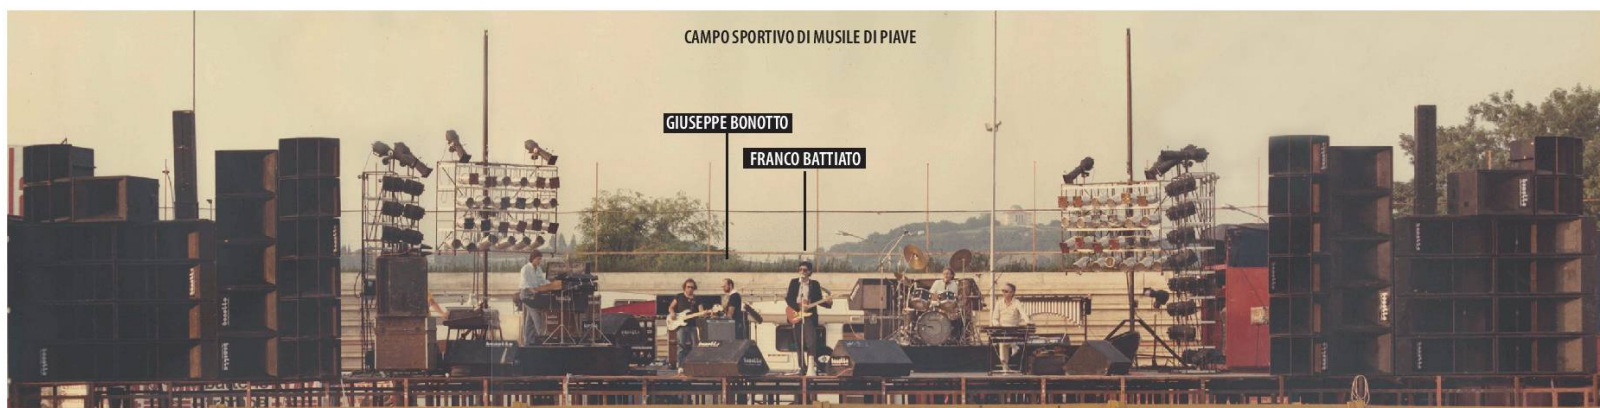 CAMPO SPORTIVO DI MUSILE DI PIAVE
GIUSEPPE BONOTTO
FRANCO BATTIATO